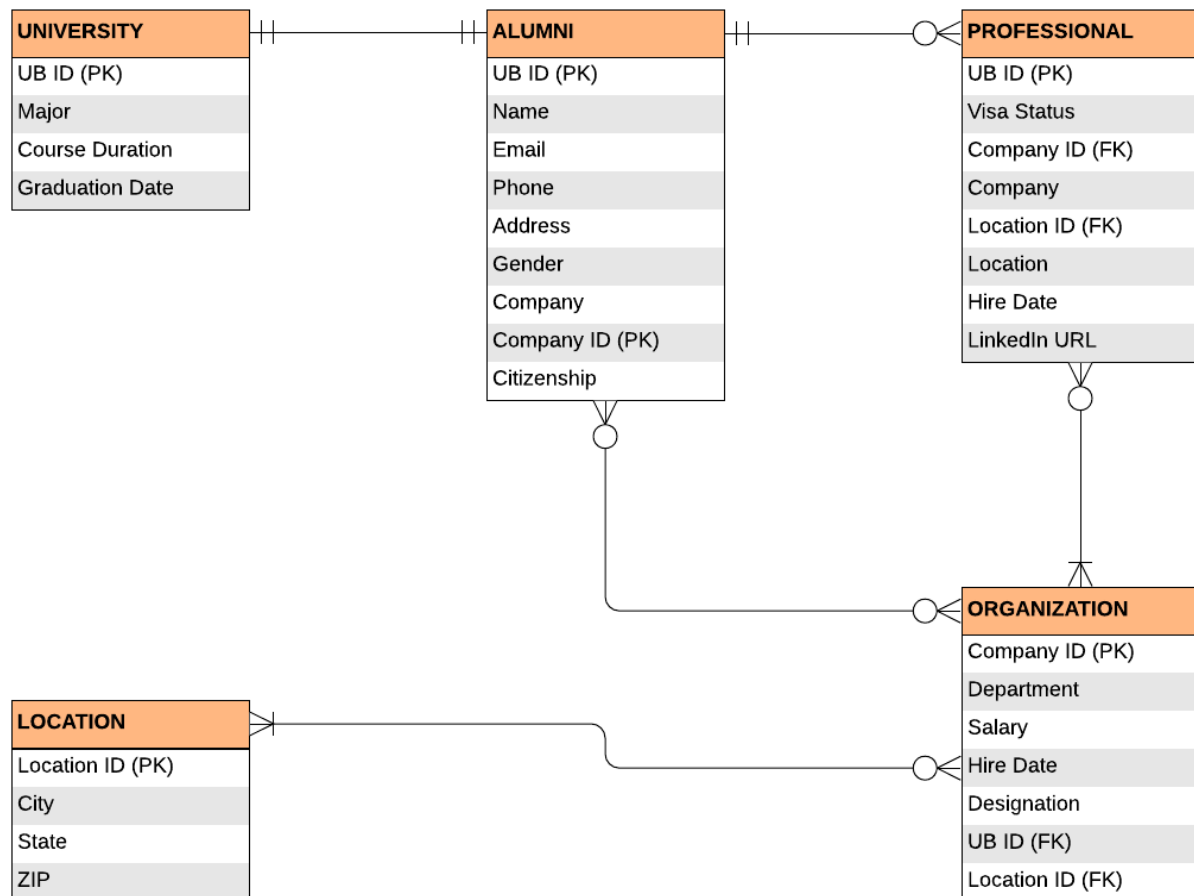 UNIVERSITY
UB ID (PK)
Major
Course Duration
Graduation Date
ALUMNI
UB ID (PK)
Name
Email
Phone
Address
Gender
Company
Company ID (PK)
Citizenship
PROFESSIONAL
UB ID (PK)
Visa Status
Company ID (FK)
Company
Location ID (FK)
Location
Hire Date
LinkedIn URL
LOCATION
Location ID (PK)
City
State
ZIP
ORGANIZATION
Company ID (PK)
Department
Salary
Hire Date
Designation
UB ID (FK)
Location ID (FK)